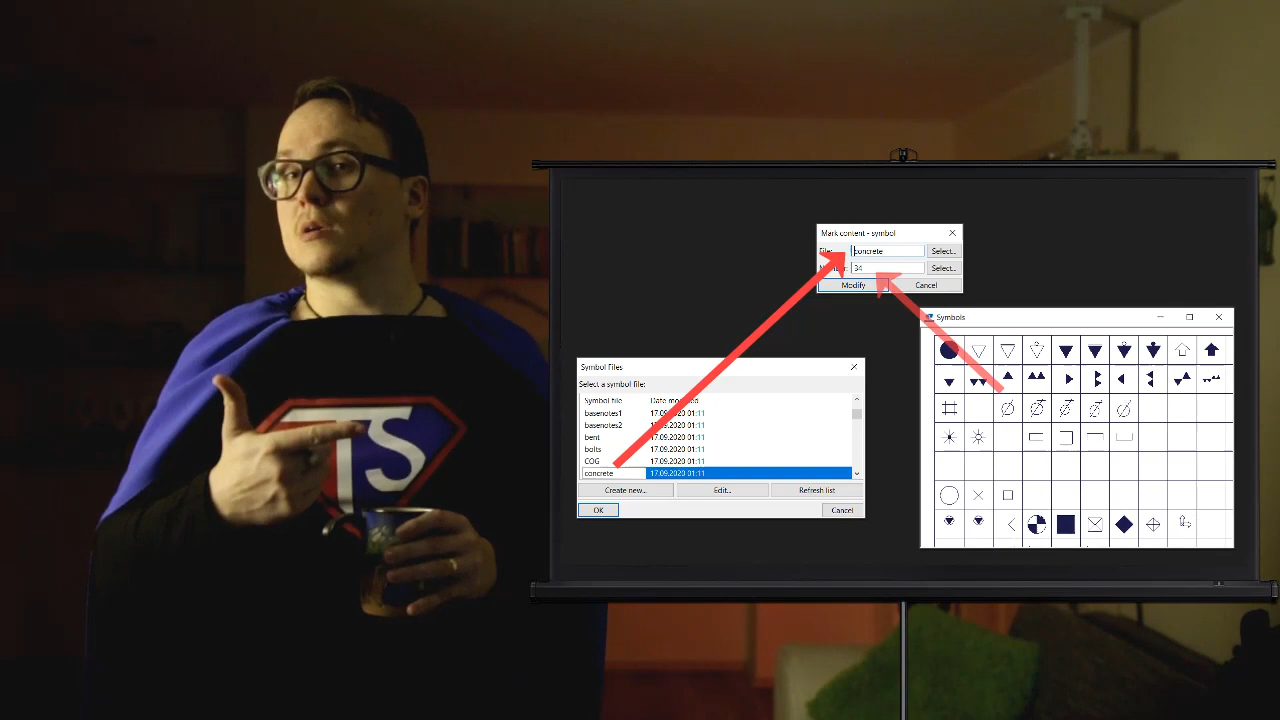 TS
Mark content - symbol
File: concrete Select...
34 Select...
Modify Cancel
Symbols
Symbol Files
Select a symbol file:
Symbol file Date modified
basenotes1 17.09.2020 01:11
basenotes2 17.09.2020 01:11
bent 17.09.2020 01:11
bolts 17.09.2020 01:11
COG 17.09.2020 01:11
concrete 17.09.2020 01:11
Create new... Edit... Refresh list
OK Cancel